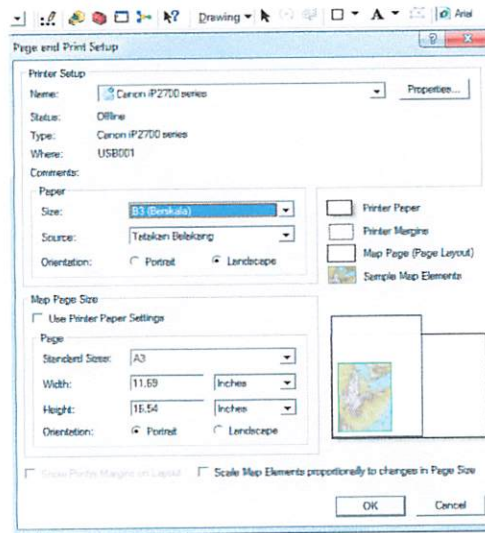 Drawing
Arial
Page and Print Setup
Printer Setup
Name: Canon iP2700 series Properties...
Status: Offline
Type: Canon iP2700 series
Where: USB001
Comments:
Paper
Size: B3 (Berskala)
Source: Tatakan Belakang
Orientation: Portrait Landscape
Printer Paper
Printer Margins
Map Page (Page Layout)
Sample Map Elements
Map Page Size
Use Printer Paper Settings
Page
Standard Sizes: A3
Width: 11.69 Inches
Height: 16.54 Inches
Orientation: Portrait Landscape
Show Printer Margins on Layout Scale Map Elements proportionally to changes in Page Size
OK Cancel